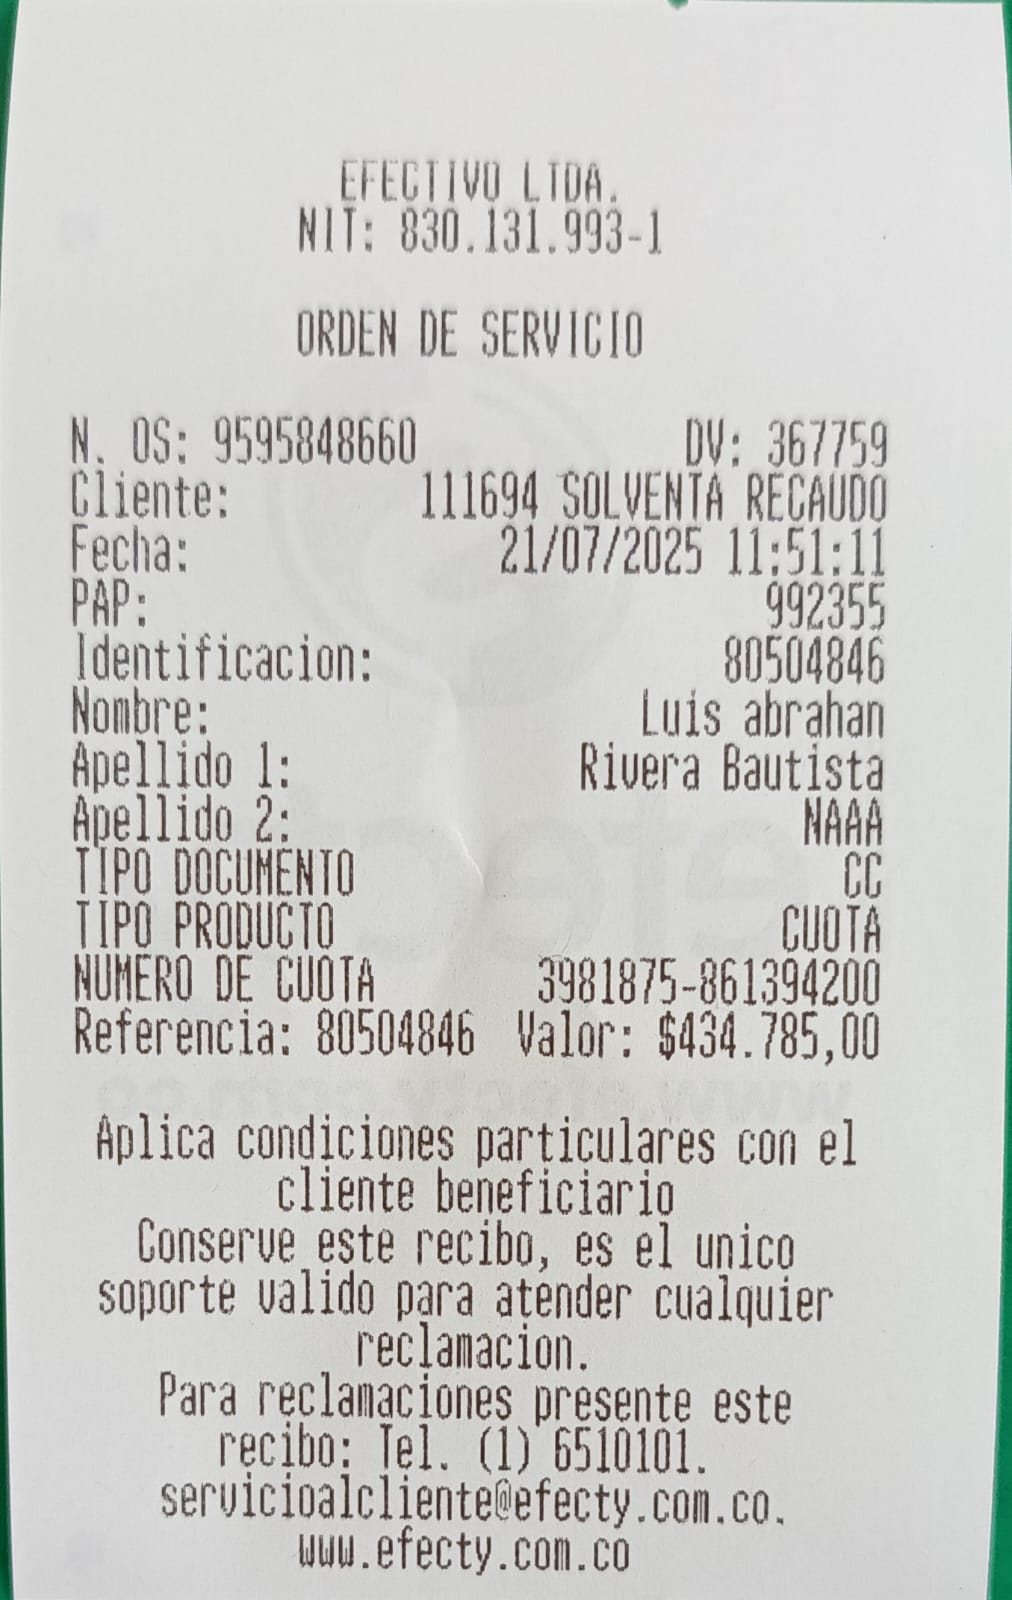 EFECTIVO LTDA.
NIT: 830.131.993-1
ORDEN DE SERVICIO
N. OS: 9595848660 DV: 367759
Cliente: 111694 SOLVENTA RECAUDO
Fecha: 21/07/2025 11:51:11
PAP: 992355
Identificacion: 80504846
Nombre: Luis abrahan
Apellido 1: Rivera Bautista
Apellido 2: NAAA
TIPO DOCUMENTO CC
TIPO PRODUCTO CUOTA
NUMERO DE CUOTA 3981875-861394200
Referencia: 80504846 Valor: $434.785,00
Aplica condiciones particulares con el
cliente beneficiario
Conserve este recibo, es el unico
soporte valido para atender cualquier
reclamacion.
Para reclamaciones presente este
recibo: Tel. (1) 6510101.
servicioalcliente@efecty.com.co.
www.efecty.com.co